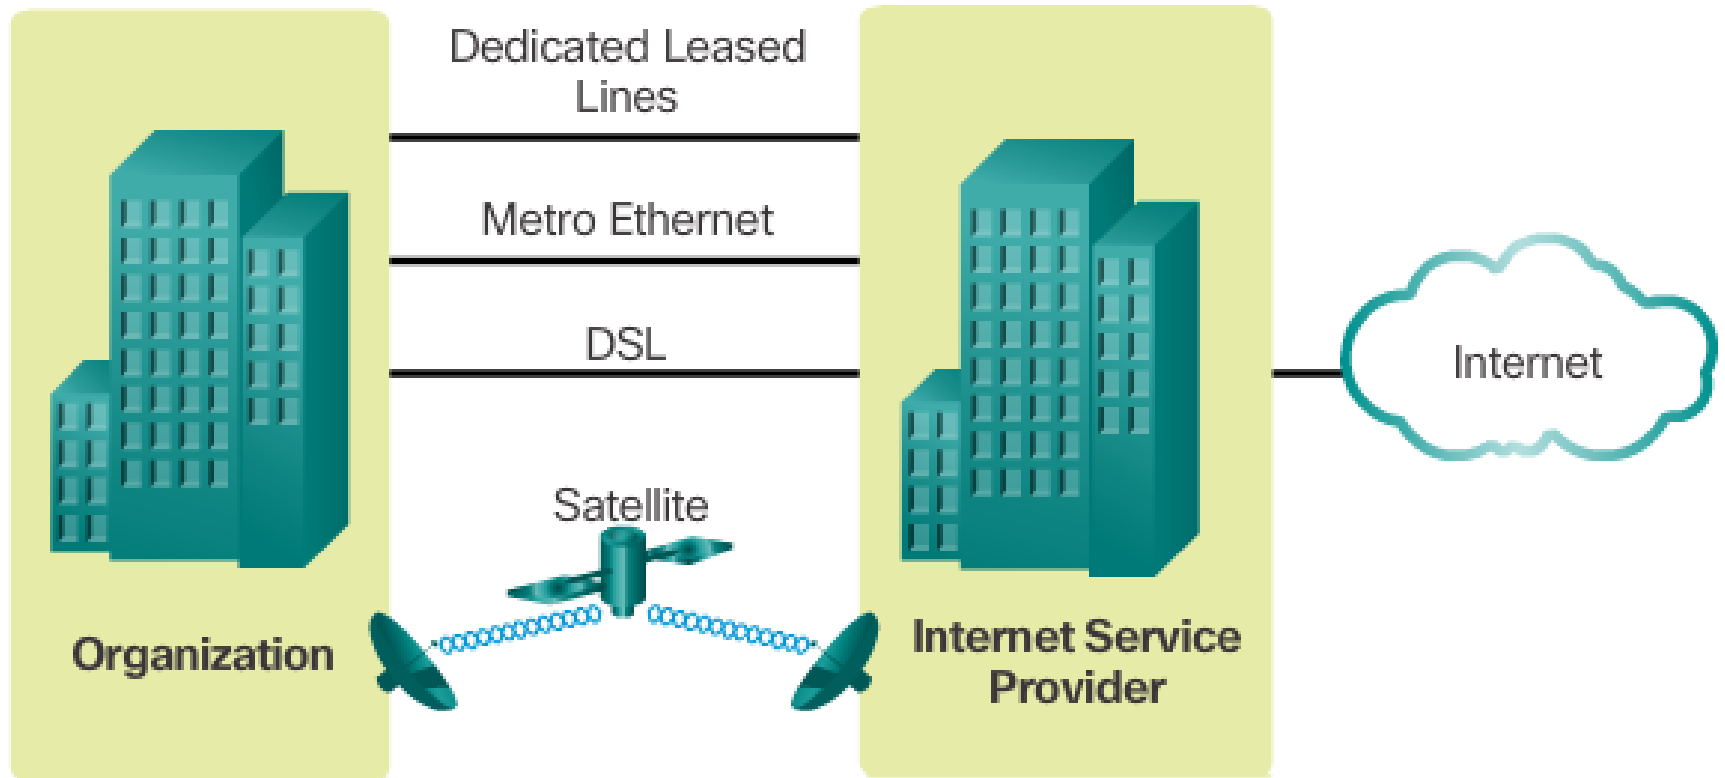 Dedicated Leased
Lines
Metro Ethernet
DSL
Satellite
Organization
Internet Service
Provider
Internet